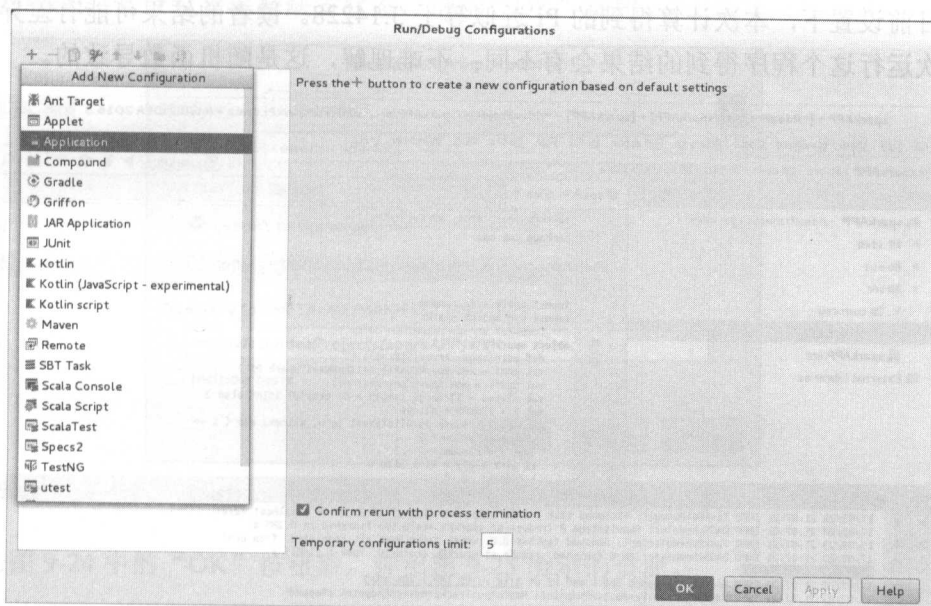 Run/Debug Configurations
Add New Configuration
Press the + button to create a new configuration based on default settings
Ant Target
Applet
Application
Compound
Gradle
Griffon
JAR Application
JUnit
Kotlin
Kotlin (JavaScript - experimental)
Kotlin script
Maven
Remote
SBT Task
Scala Console
Scala Script
ScalaTest
Specs2
TestNG
utest
Confirm rerun with process termination
Temporary configurations limit: 5
OK Cancel Apply Help